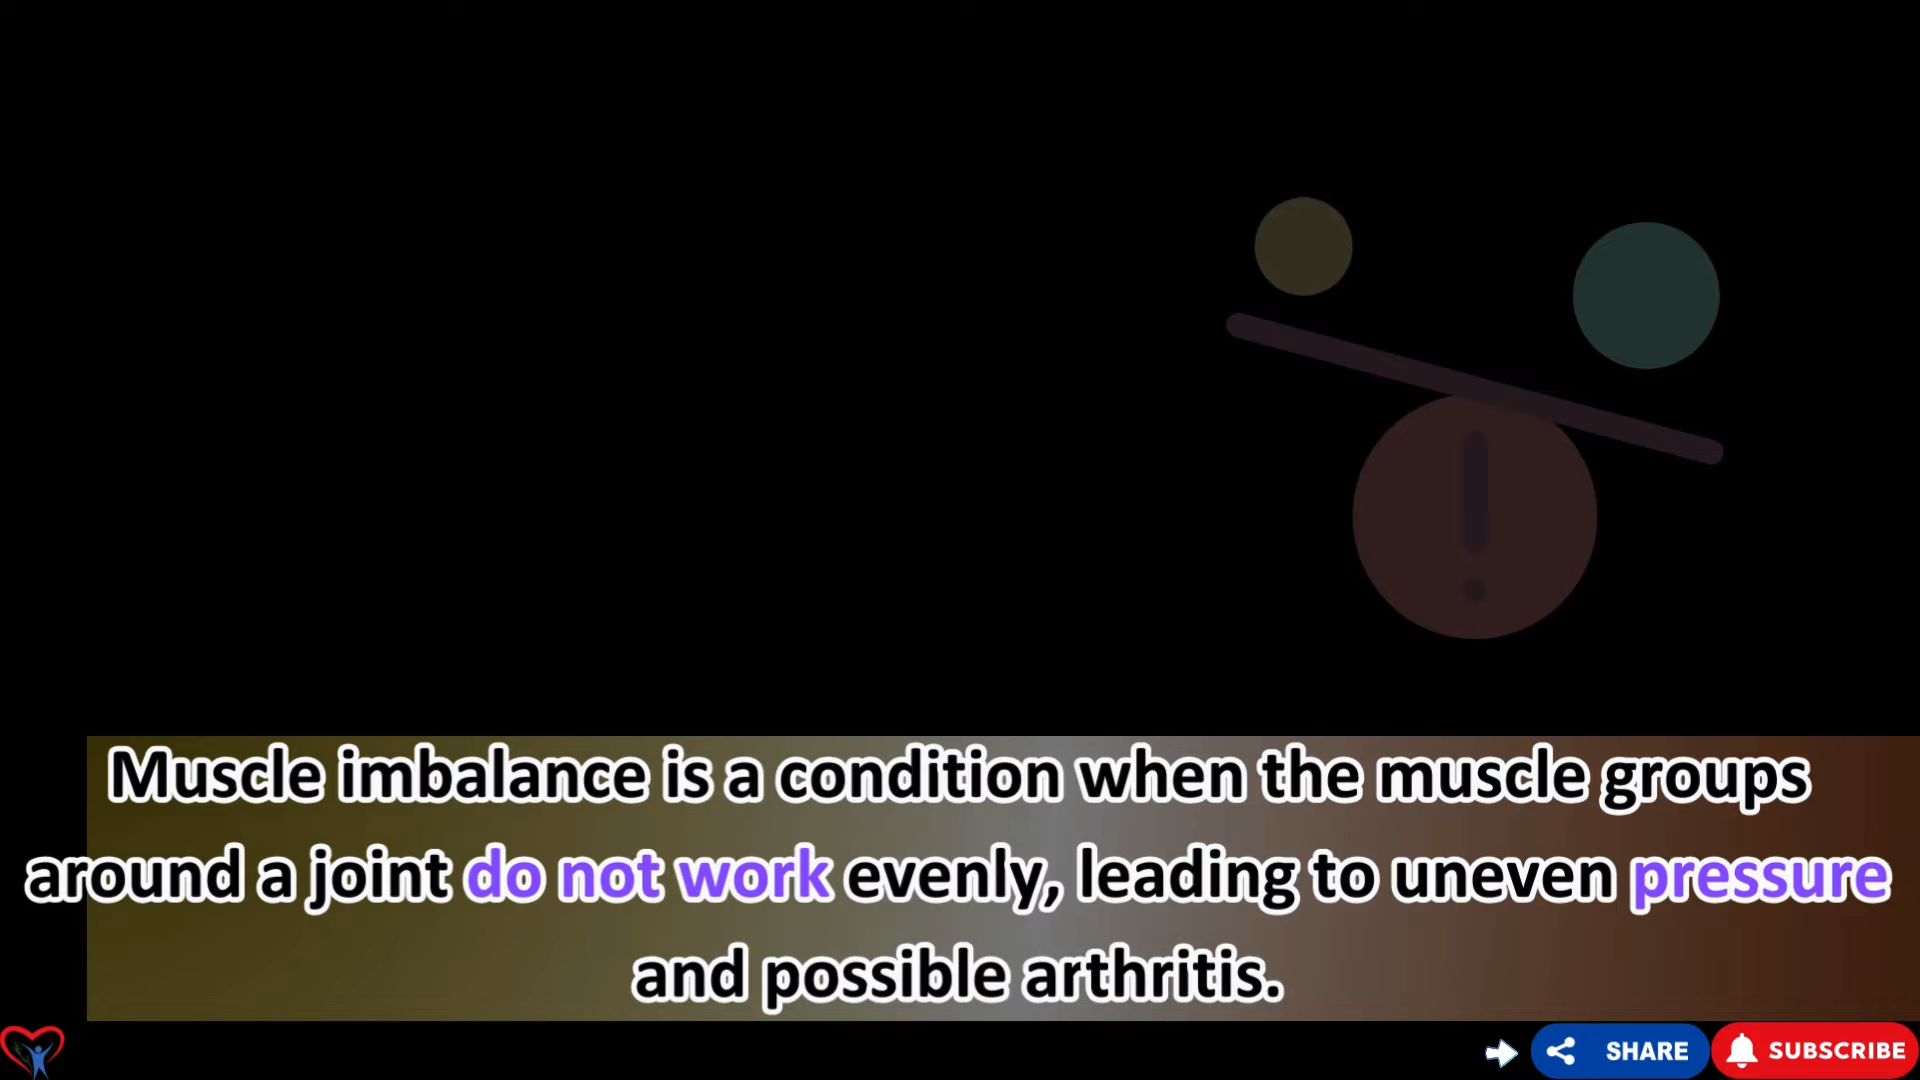 Muscle imbalance is a condition when the muscle groups
around a joint do not work evenly, leading to uneven pressure
and possible arthritis.
SHARE
SUBSCRIBE